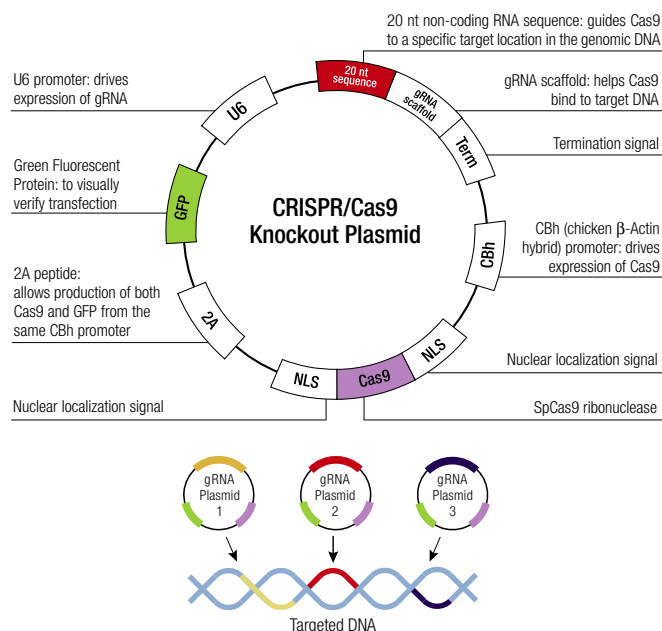 20 nt non-coding RNA sequence: guides Cas9
to a specific target location in the genomic DNA
U6 promoter: drives
expression of gRNA
20 nt
sequence
gRNA
scaffold
gRNA scaffold: helps Cas9
bind to target DNA
U6
Term
Termination signal
Green Fluorescent
Protein: to visually
verify transfection
GFP
CRISPR/Cas9
Knockout Plasmid
CBh
CBh (chicken β-Actin
hybrid) promoter: drives
expression of Cas9
2A peptide:
allows production of both
Cas9 and GFP from the
same CBh promoter
2A
NLS
Cas9
NLS
Nuclear localization signal
Nuclear localization signal
SpCas9 ribonuclease
gRNA
Plasmid
1
gRNA
Plasmid
2
gRNA
Plasmid
3
Targeted DNA